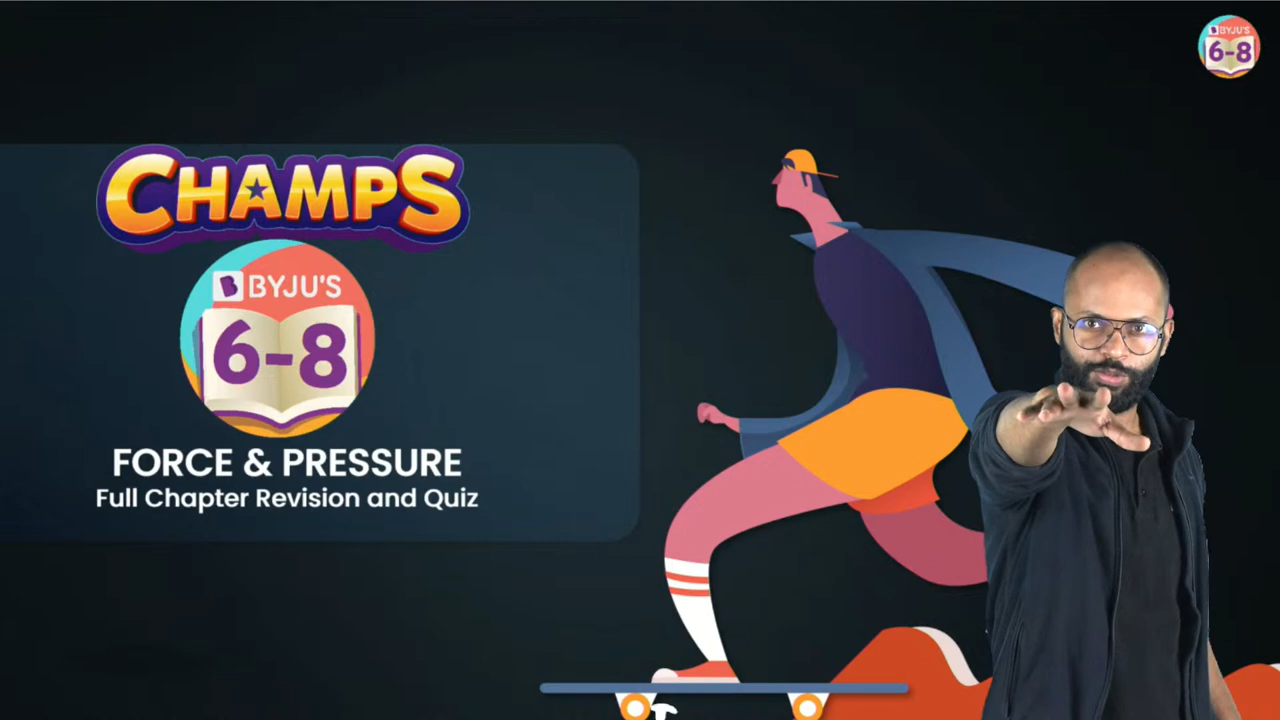 BYJU'S
6-8
CHAMPS
BYJU'S
6-8
FORCE & PRESSURE
Full Chapter Revision and Quiz